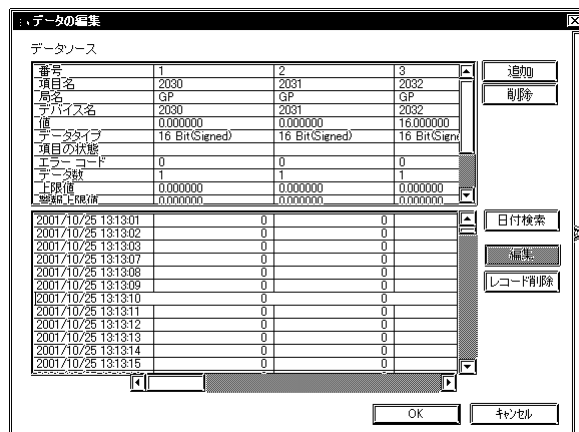 データの編集
データソース
番号 1 2 3
項目名 2030 2031 2032
局名 GP GP GP
デバイス名 2030 2031 2032
値 0.000000 0.000000 16.000000
データタイプ 16 Bit(Signed) 16 Bit(Signed) 16 Bit(Signe
項目の状態
エラー コード 0 0 0
データ数 1 1 1
上限値 0.000000 0.000000 0.000000
0.000000 0.000000 0.000000
追加
削除
2001/10/25 13:13:01 0 0
2001/10/25 13:13:02 0 0
2001/10/25 13:13:03 0 0
2001/10/25 13:13:07 0 0
2001/10/25 13:13:08 0 0
2001/10/25 13:13:09 0 0
2001/10/25 13:13:10 0 0
2001/10/25 13:13:11 0 0
2001/10/25 13:13:12 0 0
2001/10/25 13:13:13 0 0
2001/10/25 13:13:14 0 0
2001/10/25 13:13:15 0 0
日付検索
編集
レコード削除
OK
キャンセル